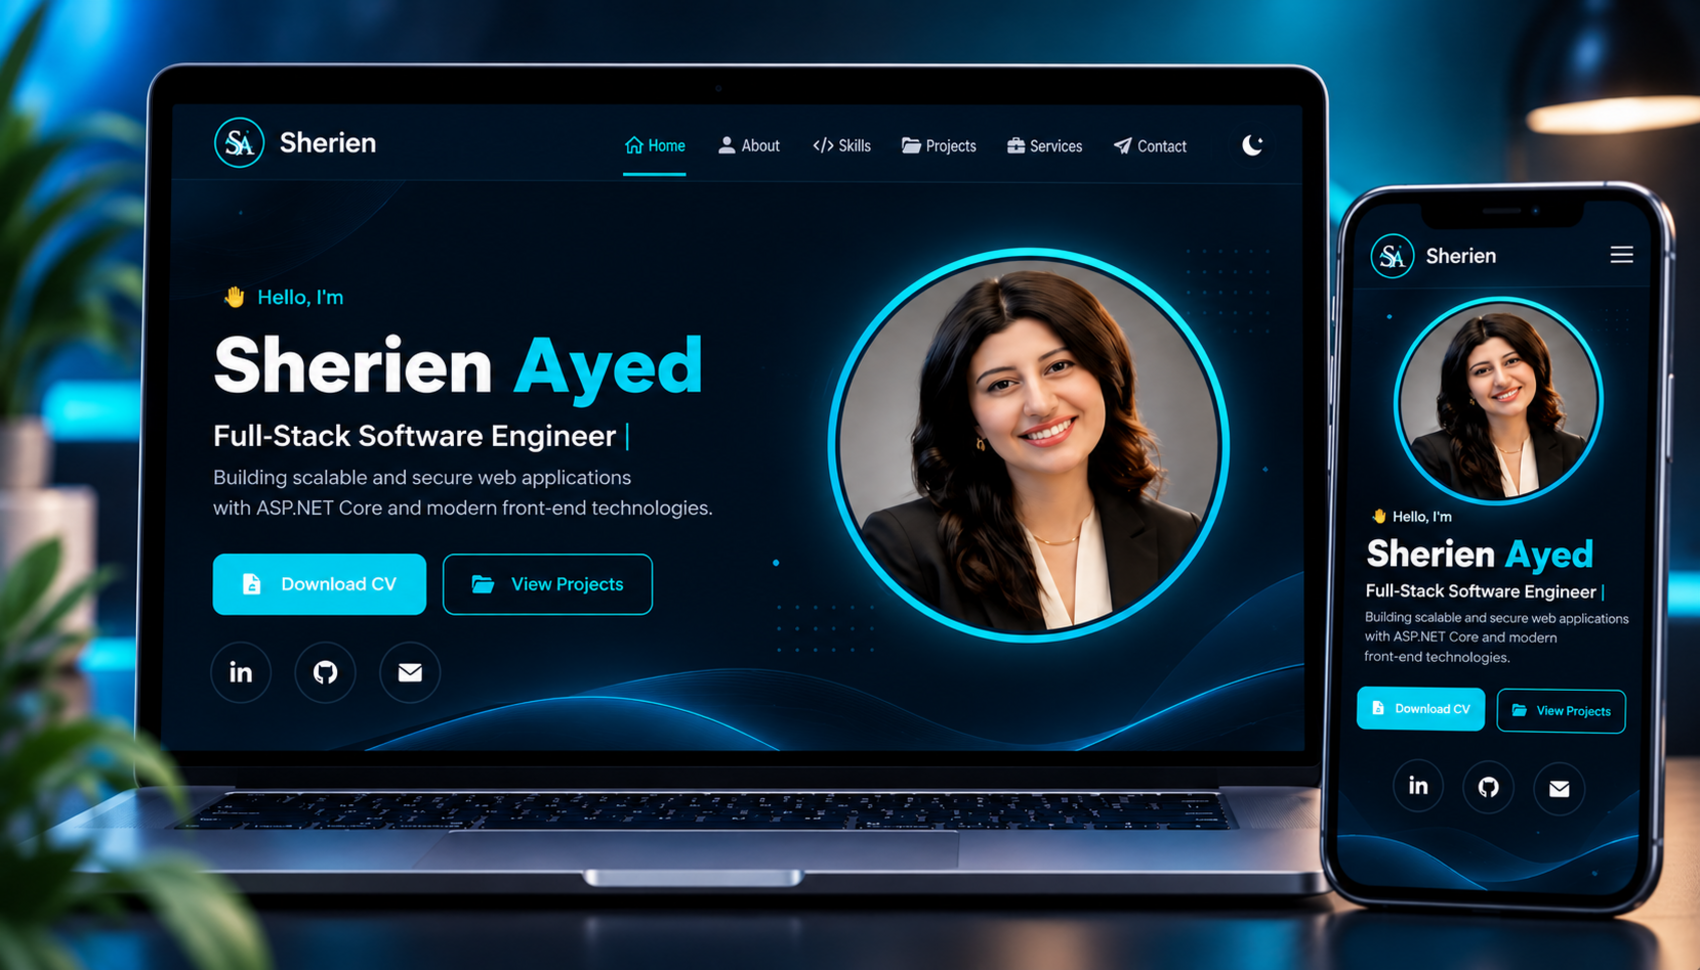 SA Sherien
Home About Skills Projects Services Contact
👋 Hello, I'm
Sherien Ayed
Full-Stack Software Engineer |
Building scalable and secure web applications
with ASP.NET Core and modern front-end technologies.
Download CV View Projects
in
SA Sherien
👋 Hello, I'm
Sherien Ayed
Full-Stack Software Engineer |
Building scalable and secure web applications
with ASP.NET Core and modern
front-end technologies.
Download CV View Projects
in